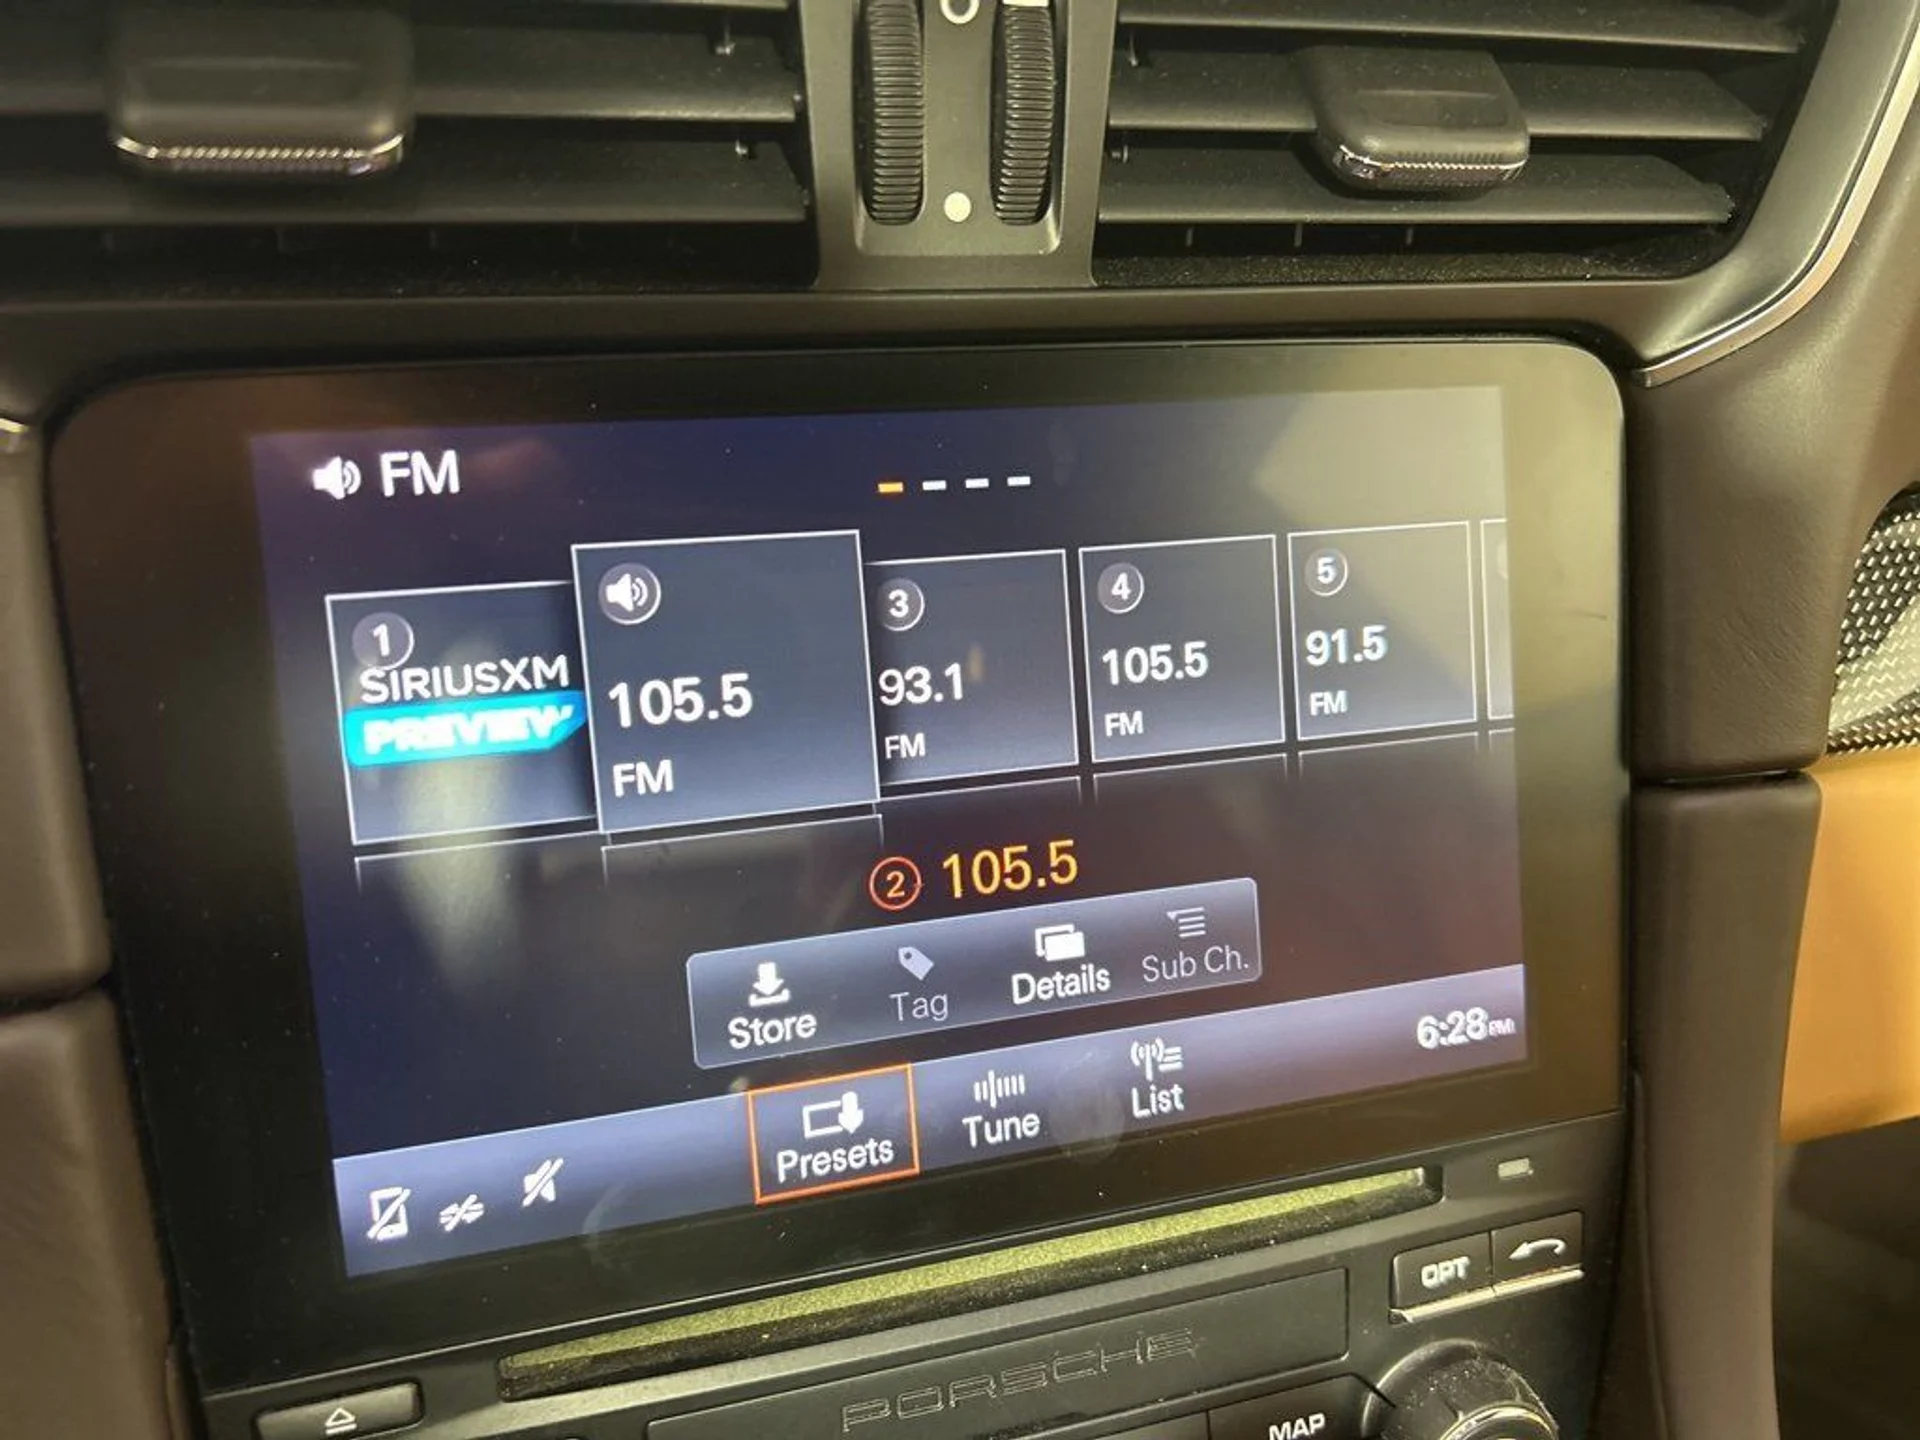 FM
1
SIRIUSXM
PREVIEW
105.5
FM
3
93.1
FM
4
105.5
FM
5
91.5
FM
2 105.5
Store
Tag
Details
Sub Ch.
6:28PM
Presets
Tune
List
OPT
PORSCHE
MAP